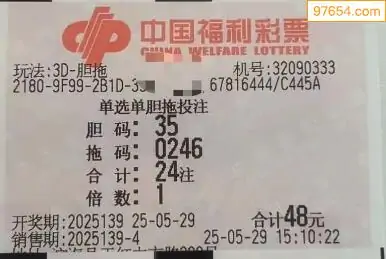 97654.com
中国福利彩票
CHINA WELFARE LOTTERY
玩法:3D-胆拖 机号:32090333
2180-9F99-2B1D-39 67816444/C445A
单选单胆拖投注
胆 码:35
拖 码:0246
合 计:24注
倍 数:1
开奖期:2025139 25-05-29 合计48元
销售期:2025139-4 25-05-29 15:10:22